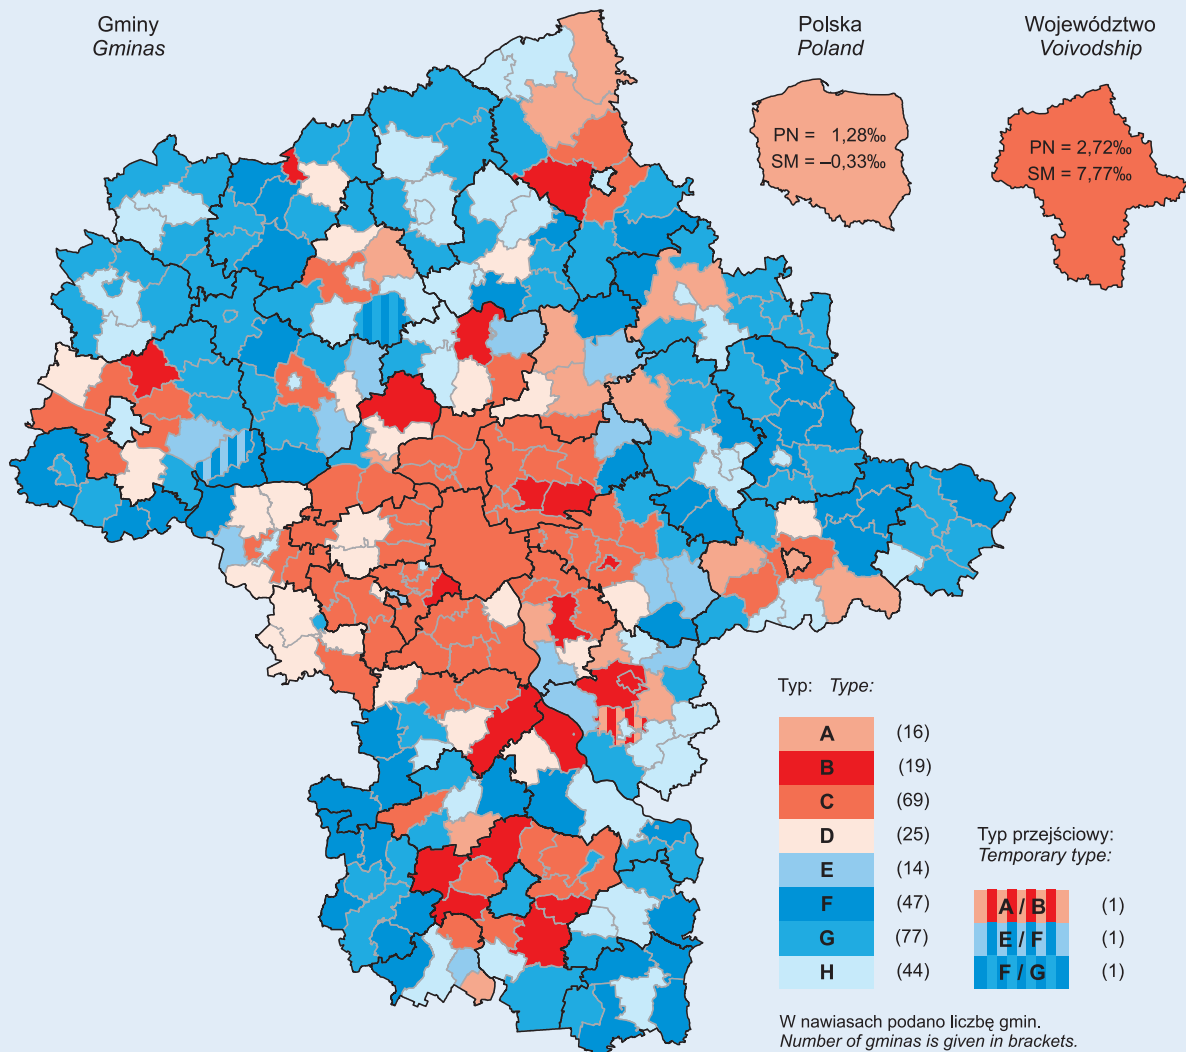 Gminy
Gminas
Polska
Poland
Województwo
Voivodship
PN = 1,28‰
SM = –0,33‰
PN = 2,72‰
SM = 7,77‰
Typ: Type:
A (16)
B (19)
C (69)
D (25)
E (14)
F (47)
G (77)
H (44)
Typ przejściowy:
Temporary type:
A / B (1)
E / F (1)
F / G (1)
W nawiasach podano liczbę gmin.
Number of gminas is given in brackets.